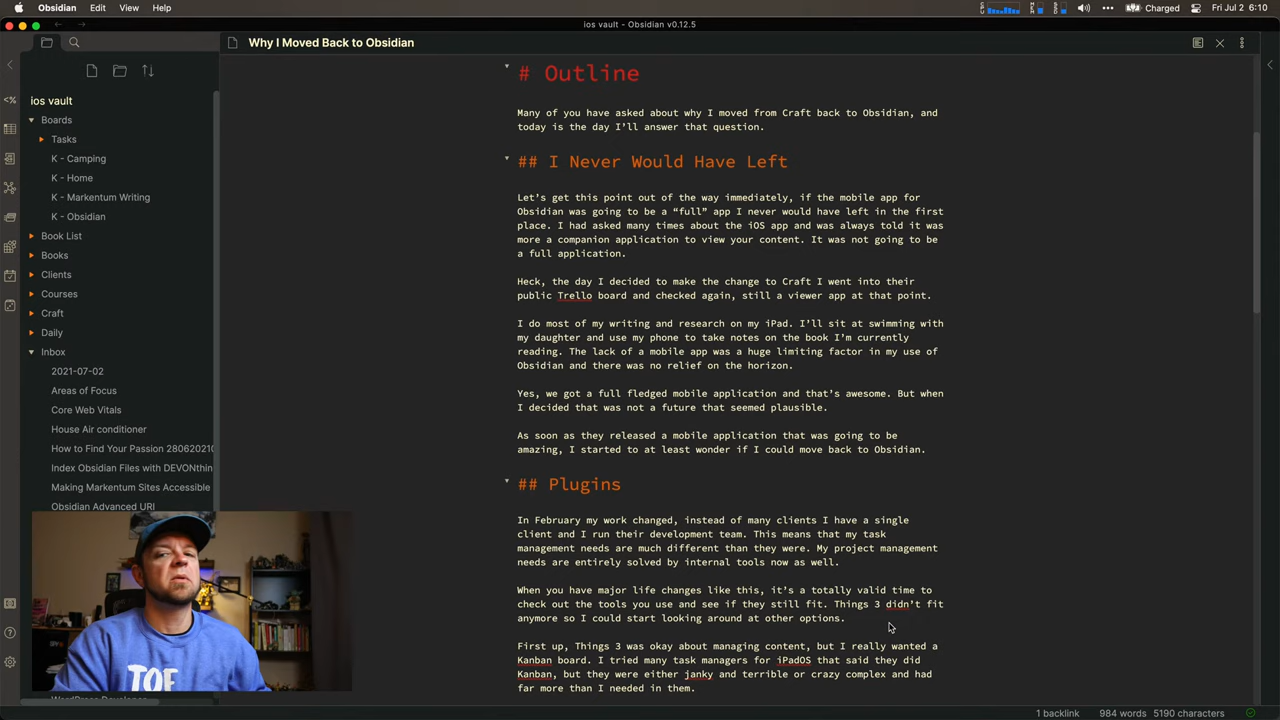 Obsidian Edit View Help
Charged Fri Jul 2 6:10
ios vault - Obsidian v0.12.5
Why I Moved Back to Obsidian
ios vault
Boards
Tasks
K - Camping
K - Home
K - Markentum Writing
K - Obsidian
Book List
Books
Clients
Courses
Craft
Daily
Inbox
2021-07-02
Areas of Focus
Core Web Vitals
House Air conditioner
How to Find Your Passion 28062021
Index Obsidian Files with DEVONthin
Making Markentum Sites Accessible
Obsidian Advanced URI
# Outline
Many of you have asked about why I moved from Craft back to Obsidian, and
today is the day I’ll answer that question.
## I Never Would Have Left
Let’s get this point out of the way immediately, if the mobile app for
Obsidian was going to be a “full” app I never would have left in the first
place. I had asked many times about the iOS app and was always told it was
more a companion application to view your content. It was not going to be
a full application.
Heck, the day I decided to make the change to Craft I went into their
public Trello board and checked again, still a viewer app at that point.
I do most of my writing and research on my iPad. I’ll sit at swimming with
my daughter and use my phone to take notes on the book I’m currently
reading. The lack of a mobile app was a huge limiting factor in my use of
Obsidian and there was no relief on the horizon.
Yes, we got a full fledged mobile application and that’s awesome. But when
I decided that was not a future that seemed plausible.
As soon as they released a mobile application that was going to be
amazing, I started to at least wonder if I could move back to Obsidian.
## Plugins
In February my work changed, instead of many clients I have a single
client and I run their development team. This means that my task
management needs are much different than they were. My project management
needs are entirely solved by internal tools now as well.
When you have major life changes like this, it’s a totally valid time to
check out the tools you use and see if they still fit. Things 3 didn’t fit
anymore so I could start looking around at other options.
First up, Things 3 was okay about managing content, but I really wanted a
Kanban board. I tried many task managers for iPadOS that said they did
Kanban, but they were either janky and terrible or crazy complex and had
far more than I needed in them.
1 backlink 984 words 5190 characters